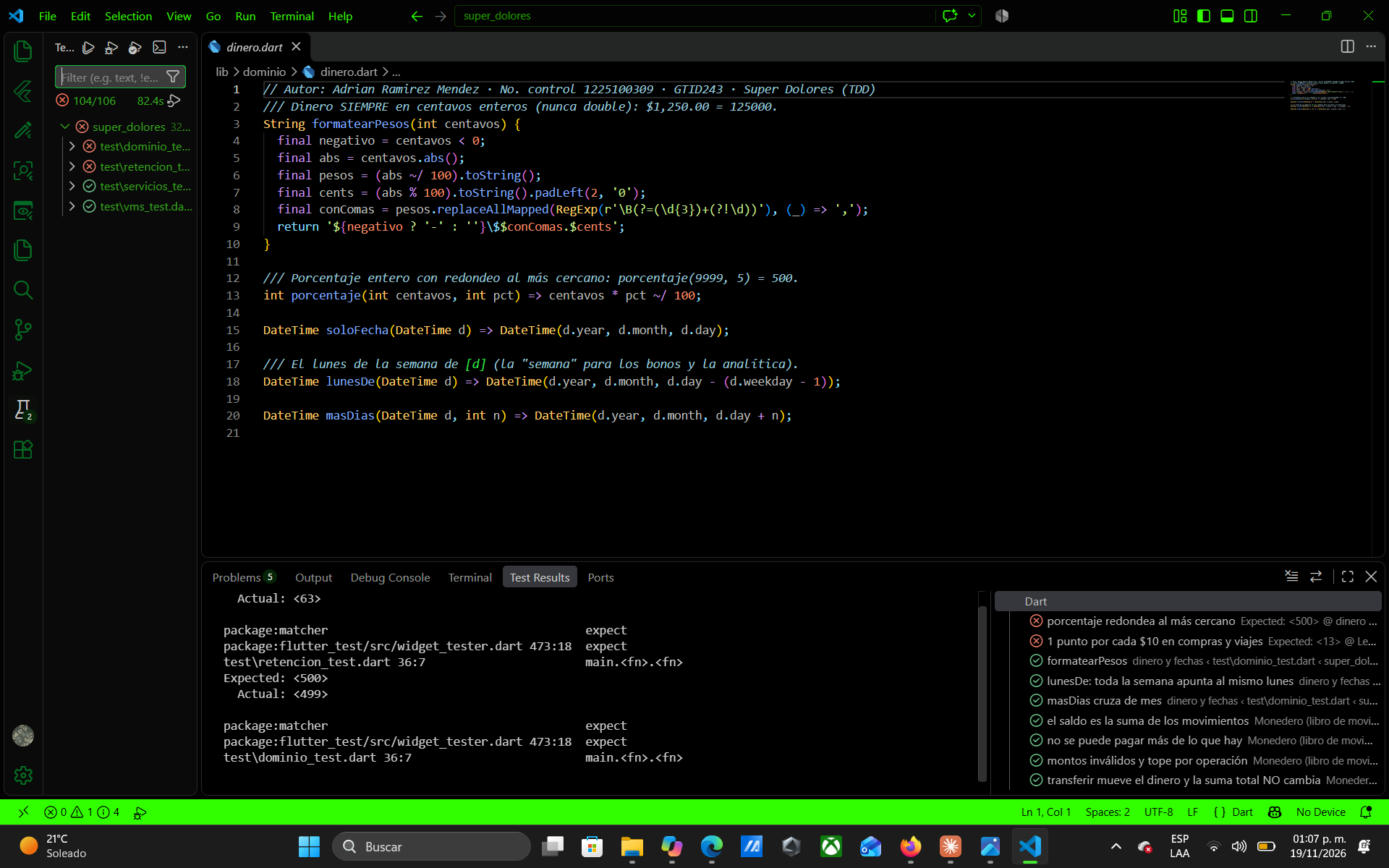 File Edit Selection View Go Run Terminal Help
super_dolores
Te...
Filter (e.g. text, !e...
104/106 82.4s
super_dolores 32...
test\dominio_te...
test\retencion_t...
test\servicios_te...
test\vms_test.da...
2
dinero.dart
lib > dominio > dinero.dart > ...
1 // Autor: Adrian Ramirez Mendez · No. control 1225100309 · GTID243 · Super Dolores (TDD)
2 /// Dinero SIEMPRE en centavos enteros (nunca double): $1,250.00 = 125000.
3 String formatearPesos(int centavos) {
4 final negativo = centavos < 0;
5 final abs = centavos.abs();
6 final pesos = (abs ~/ 100).toString();
7 final cents = (abs % 100).toString().padLeft(2, '0');
8 final conComas = pesos.replaceAllMapped(RegExp(r'\B(?=(\d{3})+(?!\d))'), (_) => ',');
9 return '${negativo ? '-' : ''}\$$conComas.$cents';
10 }
11
12 /// Porcentaje entero con redondeo al más cercano: porcentaje(9999, 5) = 500.
13 int porcentaje(int centavos, int pct) => centavos * pct ~/ 100;
14
15 DateTime soloFecha(DateTime d) => DateTime(d.year, d.month, d.day);
16
17 /// El lunes de la semana de [d] (la "semana" para los bonos y la analítica).
18 DateTime lunesDe(DateTime d) => DateTime(d.year, d.month, d.day - (d.weekday - 1));
19
20 DateTime masDias(DateTime d, int n) => DateTime(d.year, d.month, d.day + n);
21
Problems 5 Output Debug Console Terminal Test Results Ports
Actual: <63>
package:matcher expect
package:flutter_test/src/widget_tester.dart 473:18 expect
test\retencion_test.dart 36:7 main.<fn>.<fn>
Expected: <500>
Actual: <499>
package:matcher expect
package:flutter_test/src/widget_tester.dart 473:18 expect
test\dominio_test.dart 36:7 main.<fn>.<fn>
Dart
porcentaje redondea al más cercano Expected: <500> @ dinero ...
1 punto por cada $10 en compras y viajes Expected: <13> @ Le...
formatearPesos dinero y fechas ‹ test\dominio_test.dart ‹ super_dol...
lunesDe: toda la semana apunta al mismo lunes dinero y fechas ...
masDias cruza de mes dinero y fechas ‹ test\dominio_test.dart ‹ su...
el saldo es la suma de los movimientos Monedero (libro de movi...
no se puede pagar más de lo que hay Monedero (libro de movi...
montos inválidos y tope por operación Monedero (libro de movi...
transferir mueve el dinero y la suma total NO cambia Moneder...
0 1 4 Ln 1, Col 1 Spaces: 2 UTF-8 LF { } Dart No Device
21°C
Soleado
Buscar
ESP
LAA
01:07 p. m.
19/11/2026